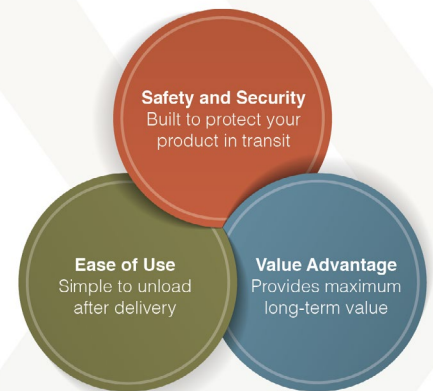 Safety and Security
Built to protect your
product in transit
Ease of Use
Simple to unload
after delivery
Value Advantage
Provides maximum
long-term value